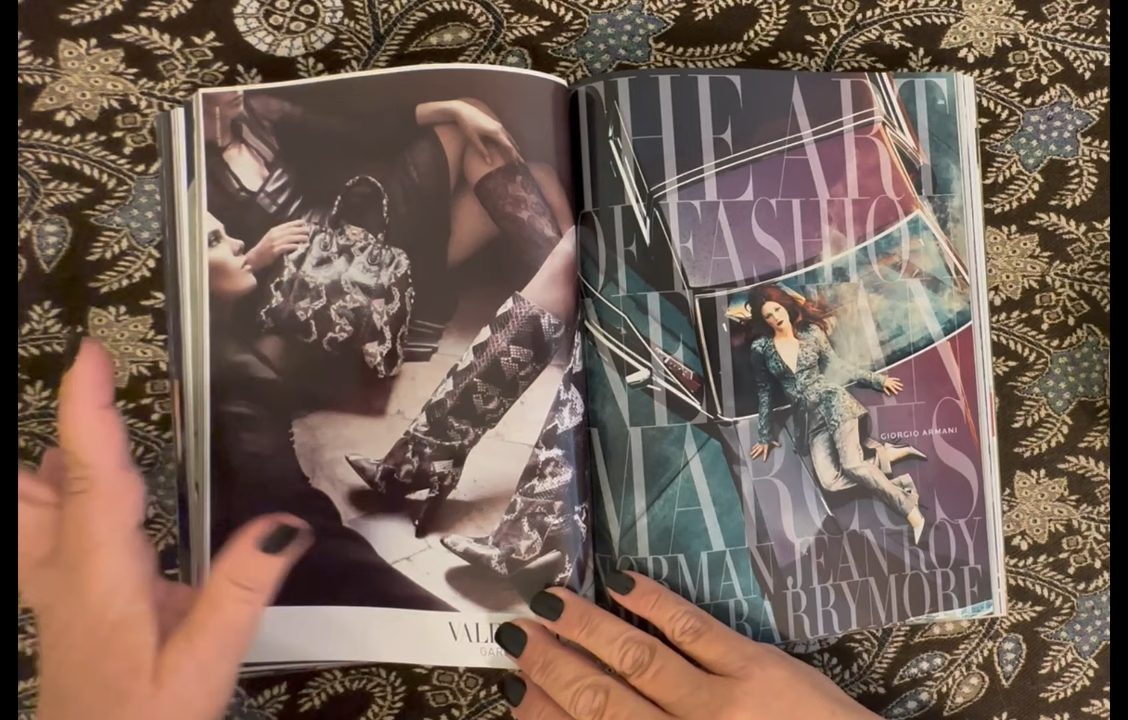 THE ART
OF FASHION
NEIMAN
GIORGIO ARMANI
MARCUS
NORMAN JEAN ROY
BARRYMORE